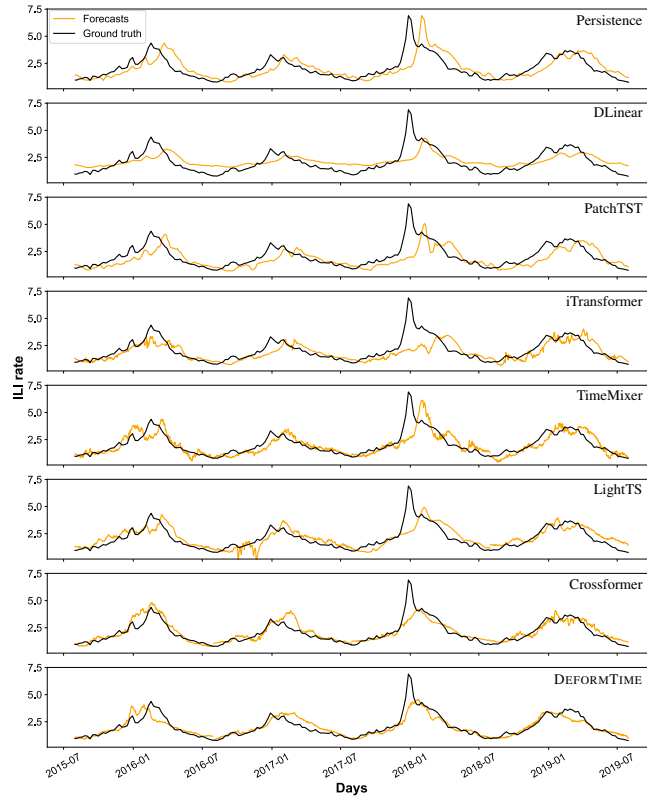 7.5
5.0
2.5
Forecasts
Ground truth
Persistence
7.5
5.0
2.5
DLinear
7.5
5.0
2.5
PatchTST
7.5
5.0
2.5
iTransformer
ILI rate
7.5
5.0
2.5
TimeMixer
7.5
5.0
2.5
LightTS
7.5
5.0
2.5
Crossformer
7.5
5.0
2.5
DEFORMTIME
2015-07
2016-01
2016-07
2017-01
2017-07
2018-01
2018-07
2019-01
2019-07
Days